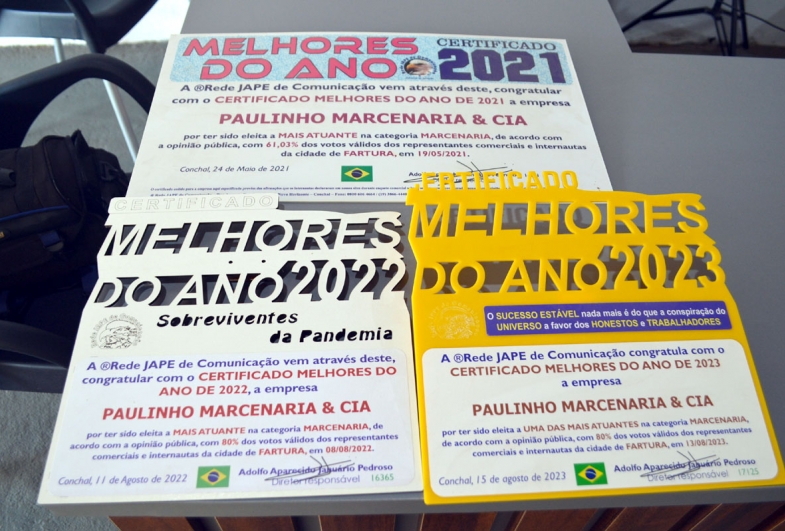 MELHORES
DO ANO
CERTIFICADO
2021
A ®Rede JAPE de Comunicação vem através deste, congratular
com o CERTIFICADO MELHORES DO ANO DE 2021 a empresa
PAULINHO MARCENARIA & CIA
por ter sido eleita a MAIS ATUANTE na categoria MARCENARIA, de acordo com
a opinião pública, com 61,03% dos votos válidos dos representantes comerciais e internautas
da cidade de FARTURA, em 19/05/2021.
Conchal, 24 de Maio de 2021
CERTIFICADO
MELHORES
DO ANO 2022
Sobreviventes
da Pandemia
A ®Rede JAPE de Comunicação vem através deste,
congratular com o CERTIFICADO MELHORES DO
ANO DE 2022, a empresa
PAULINHO MARCENARIA & CIA
por ter sido eleita a MAIS ATUANTE na categoria MARCENARIA, de
acordo com a opinião pública, com 80% dos votos válidos dos representantes
comerciais e internautas da cidade de FARTURA, em 08/08/2022.
Conchal, 11 de Agosto de 2022
Adolfo Aparecido Januário Pedroso
Diretor responsável 16365
CERTIFICADO
MELHORES
DO ANO 2023
O SUCESSO ESTÁVEL nada mais é do que a conspiração do
UNIVERSO a favor dos HONESTOS e TRABALHADORES
A ®Rede JAPE de Comunicação congratula com o
CERTIFICADO MELHORES DO ANO DE 2023
a empresa
PAULINHO MARCENARIA & CIA
por ter sido eleita a UMA DAS MAIS ATUANTES na categoria MARCENARIA,
de acordo com a opinião pública, com 80% dos votos válidos dos representantes
comerciais e internautas da cidade de FARTURA, em 13/08/2023.
Conchal, 15 de agosto de 2023
Adolfo Aparecido Januário Pedroso
Diretor responsável 17125